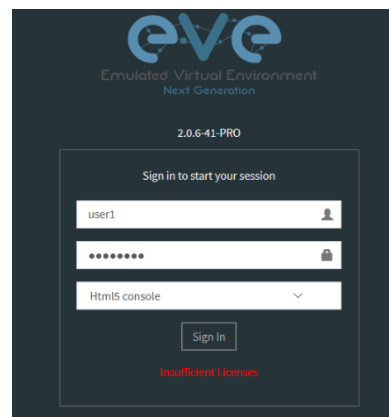 eve
Emulated Virtual Environment
Next Generation
2.0.6-41-PRO
Sign in to start your session
user1
••••••••
Html5 console
Sign In
Insufficient Licenses